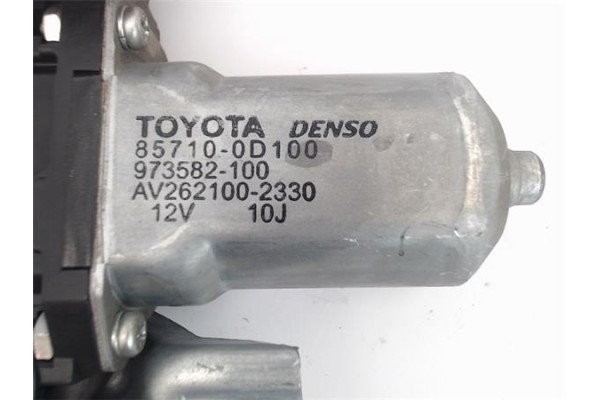 TOYOTA DENSO
85710-0D100
973582-100
AV262100-2330
12V 10J